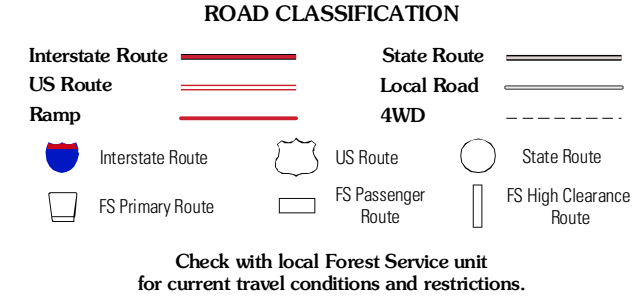 ROAD CLASSIFICATION
Interstate Route
State Route
US Route
Local Road
Ramp
4WD
Interstate Route
US Route
State Route
FS Primary Route
FS Passenger
Route
FS High Clearance
Route
Check with local Forest Service unit
for current travel conditions and restrictions.